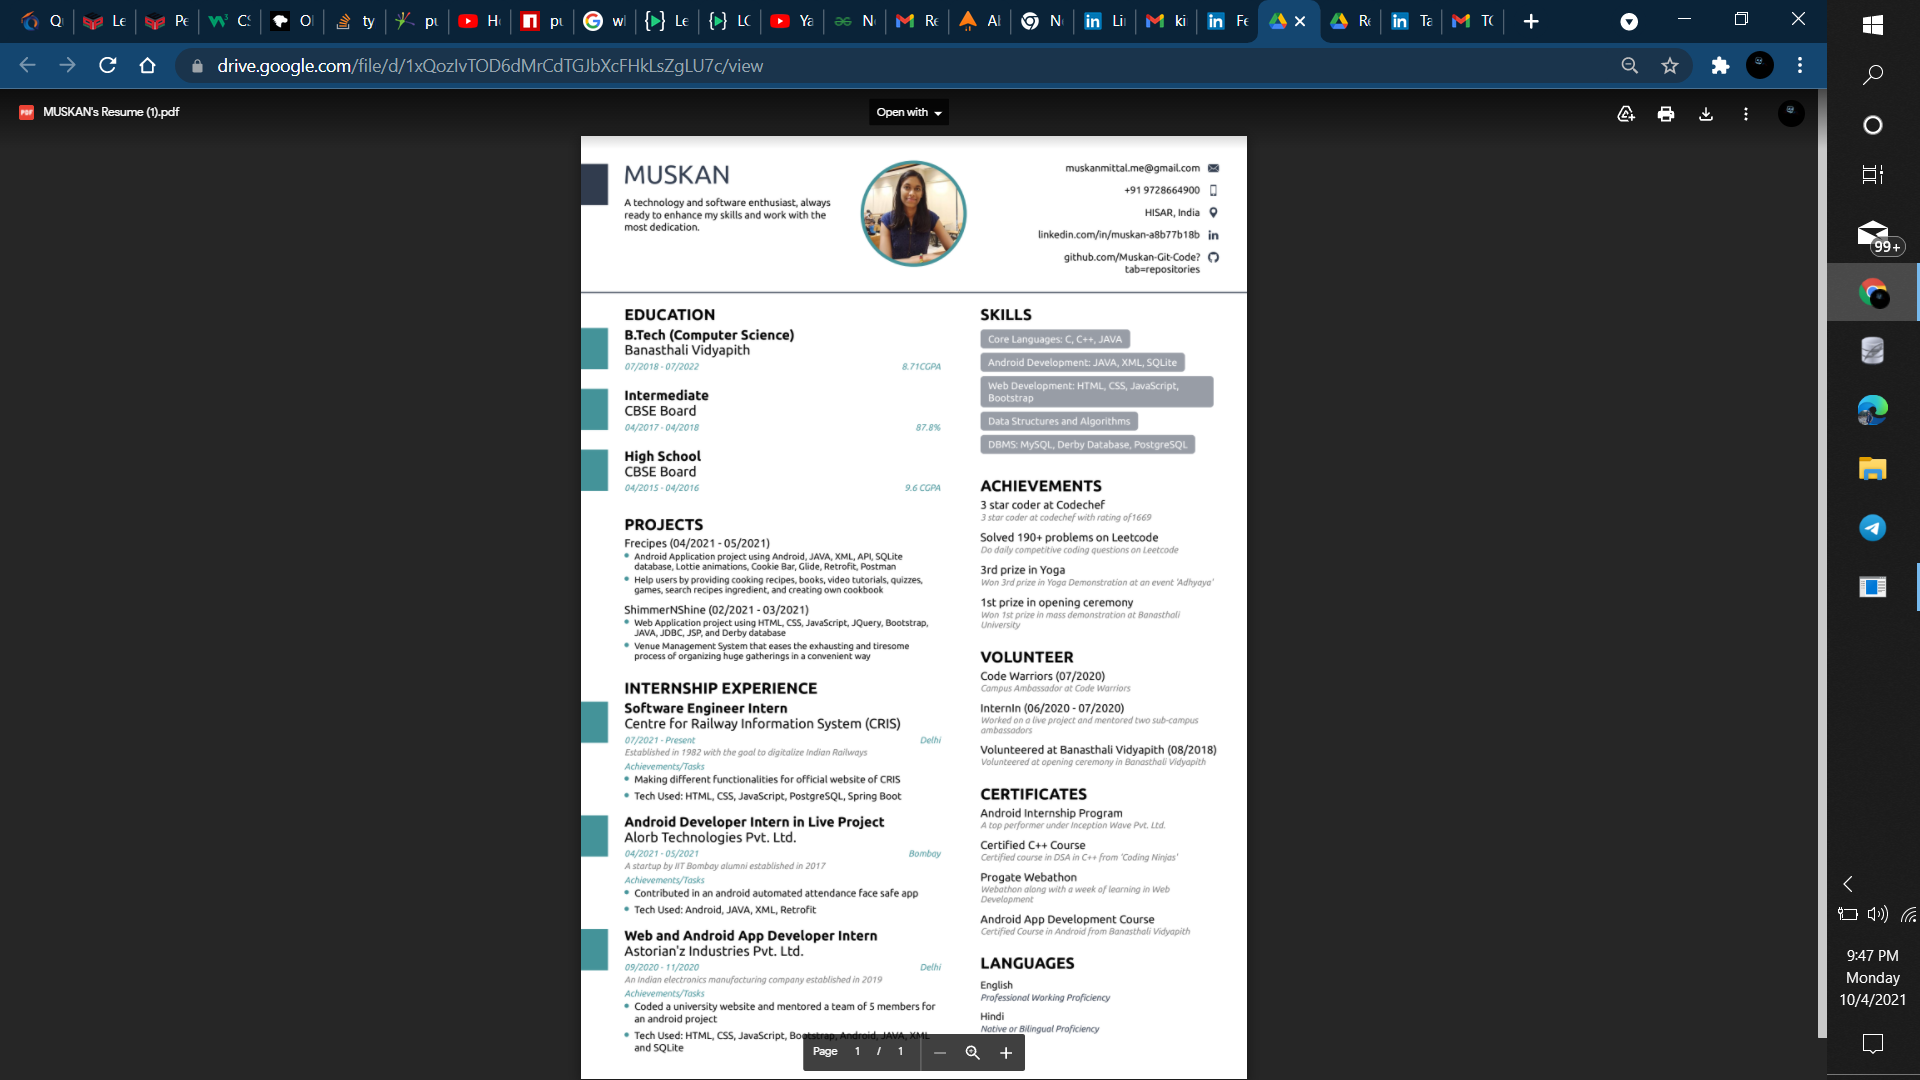 Q
Le
Pe
CS
O
ty
pu
H
pu
wl
Le
LC
Ya
N
Re
Al
N
Lii
ki
Fe
Re
Ta
TC
drive.google.com/file/d/1xQozIvTOD6dMrCdTGJbXcFHkLsZgLU7c/view
PDF MUSKAN's Resume (1).pdf
Open with
MUSKAN
A technology and software enthusiast, always
ready to enhance my skills and work with the
most dedication.
muskanmittal.me@gmail.com
+91 9728664900
HISAR, India
linkedin.com/in/muskan-a8b77b18b
github.com/Muskan-Git-Code?
tab=repositories
EDUCATION
B.Tech (Computer Science)
Banasthali Vidyapith
07/2018 - 07/2022 8.71CGPA
Intermediate
CBSE Board
04/2017 - 04/2018 87.8%
High School
CBSE Board
04/2015 - 04/2016 9.6 CGPA
PROJECTS
Frecipes (04/2021 - 05/2021)
Android Application project using Android, JAVA, XML, API, SQLite
database, Lottie animations, Cookie Bar, Glide, Retrofit, Postman
Help users by providing cooking recipes, books, video tutorials, quizzes,
games, search recipes ingredient, and creating own cookbook
ShimmerNShine (02/2021 - 03/2021)
Web Application project using HTML, CSS, JavaScript, JQuery, Bootstrap,
JAVA, JDBC, JSP, and Derby database
Venue Management System that eases the exhausting and tiresome
process of organizing huge gatherings in a convenient way
INTERNSHIP EXPERIENCE
Software Engineer Intern
Centre for Railway Information System (CRIS)
07/2021 - Present Delhi
Established in 1982 with the goal to digitalize Indian Railways
Achievements/Tasks
Making different functionalities for official website of CRIS
Tech Used: HTML, CSS, JavaScript, PostgreSQL, Spring Boot
Android Developer Intern in Live Project
Alorb Technologies Pvt. Ltd.
04/2021 - 05/2021 Bombay
A startup by IIT Bombay alumni established in 2017
Achievements/Tasks
Contributed in an android automated attendance face safe app
Tech Used: Android, JAVA, XML, Retrofit
Web and Android App Developer Intern
Astorian'z Industries Pvt. Ltd.
09/2020 - 11/2020 Delhi
An Indian electronics manufacturing company established in 2019
Achievements/Tasks
Coded a university website and mentored a team of 5 members for
an android project
Tech Used: HTML, CSS, JavaScript, Bootstrap, Android, JAVA, XML
and SQLite
SKILLS
Core Languages: C, C++, JAVA
Android Development: JAVA, XML, SQLite
Web Development: HTML, CSS, JavaScript,
Bootstrap
Data Structures and Algorithms
DBMS: MySQL, Derby Database, PostgreSQL
ACHIEVEMENTS
3 star coder at Codechef
3 star coder at codechef with rating of1669
Solved 190+ problems on Leetcode
Do daily competitive coding questions on Leetcode
3rd prize in Yoga
Won 3rd prize in Yoga Demonstration at an event 'Adhyaya'
1st prize in opening ceremony
Won 1st prize in mass demonstration at Banasthali
University
VOLUNTEER
Code Warriors (07/2020)
Campus Ambassador at Code Warriors
InternIn (06/2020 - 07/2020)
Worked on a live project and mentored two sub-campus
ambassadors
Volunteered at Banasthali Vidyapith (08/2018)
Volunteered at opening ceremony in Banasthali Vidyapith
CERTIFICATES
Android Internship Program
A top performer under Inception Wave Pvt. Ltd.
Certified C++ Course
Certified course in DSA in C++ from 'Coding Ninjas'
Progate Webathon
Webathon along with a week of learning in Web
Development
Android App Development Course
Certified Course in Android from Banasthali Vidyapith
LANGUAGES
English
Professional Working Proficiency
Hindi
Native or Bilingual Proficiency
Page 1 / 1
99+
9:47 PM
Monday
10/4/2021